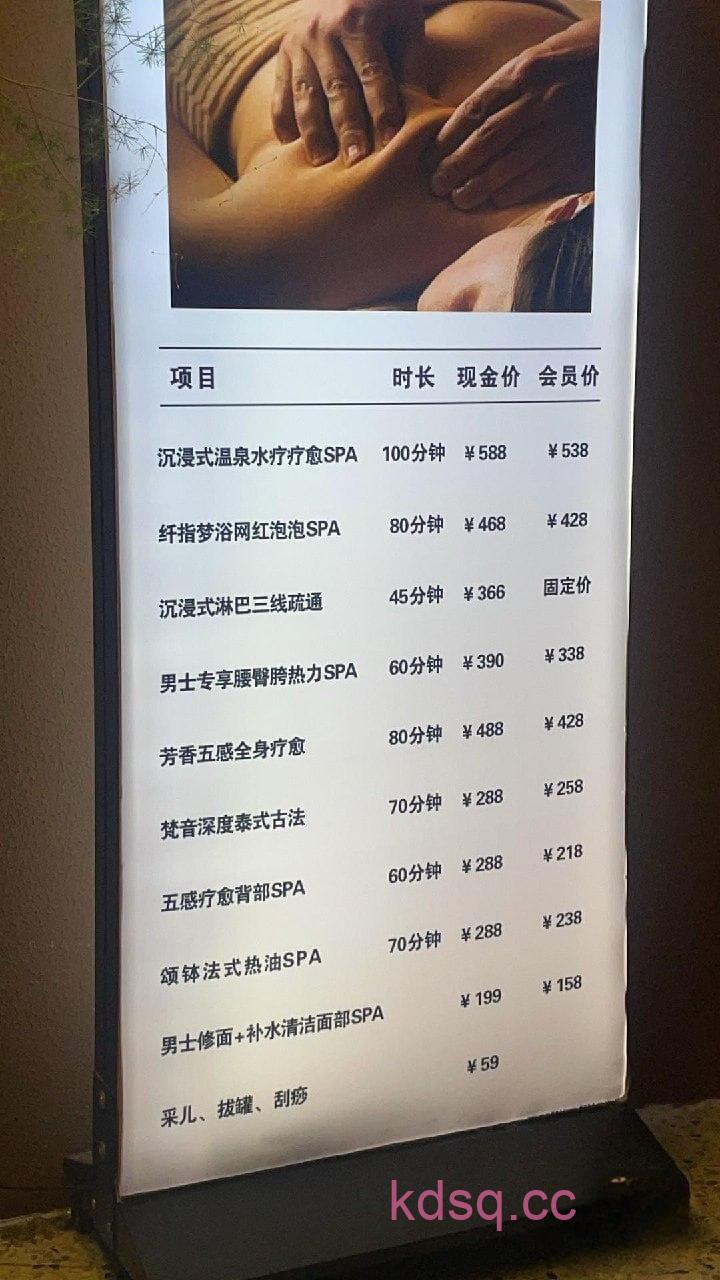 项目 时长 现金价 会员价
沉浸式温泉水疗疗愈SPA 100分钟 ¥588 ¥538
纤指梦浴网红泡泡SPA 80分钟 ¥468 ¥428
沉浸式淋巴三线疏通 45分钟 ¥366 固定价
男士专享腰臀胯热力SPA 60分钟 ¥390 ¥338
芳香五感全身疗愈 80分钟 ¥488 ¥428
梵音深度泰式古法 70分钟 ¥288 ¥258
五感疗愈背部SPA 60分钟 ¥288 ¥218
颂钵法式热油SPA 70分钟 ¥288 ¥238
男士修面+补水清洁面部SPA ¥199 ¥158
采儿、拔罐、刮痧 ¥59
kdsq.cc